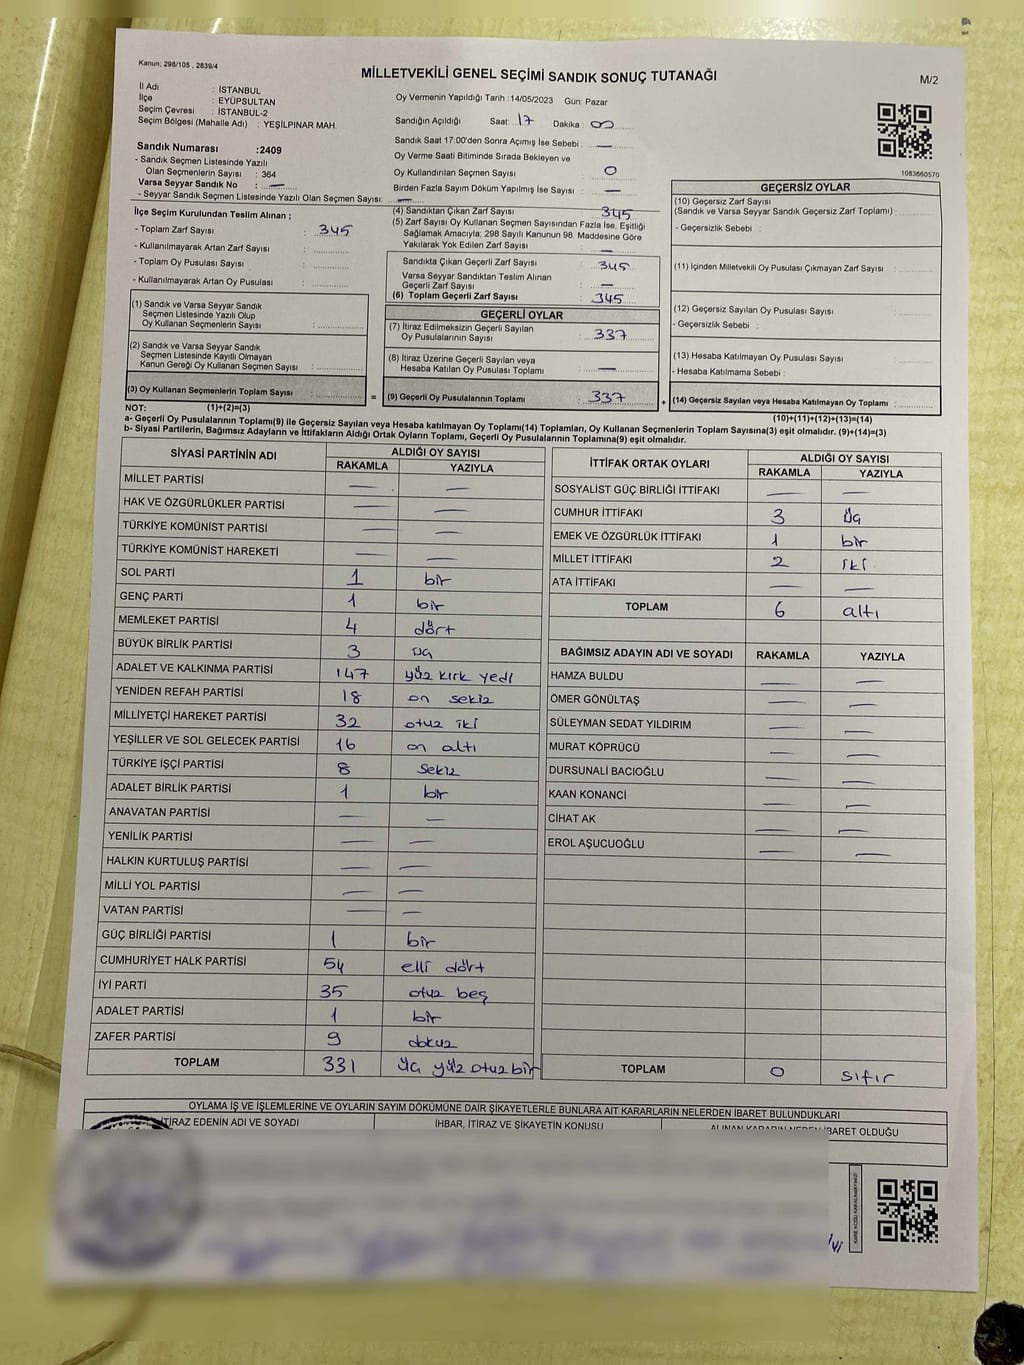 Kanun; 298/105 , 2839/4
MİLLETVEKİLİ GENEL SEÇİMİ SANDIK SONUÇ TUTANAĞI
M/2
İl Adı : İSTANBUL
İlçe : EYÜPSULTAN
Seçim Çevresi : İSTANBUL-2
Seçim Bölgesi (Mahalle Adı) : YEŞİLPINAR MAH.
Oy Vermenin Yapıldığı Tarih :14/05/2023 Gün: Pazar
Sandığın Açıldığı Saat: 17 Dakika : 00
Sandık Saat 17:00'den Sonra Açımış İse Sebebi : —
Oy Verme Saati Bitiminde Sırada Bekleyen ve
Oy Kullandırılan Seçmen Sayısı : 0
Birden Fazla Sayım Döküm Yapılmış İse Sayısı : —
1083660570
Sandık Numarası :2409
- Sandık Seçmen Listesinde Yazılı
Olan Seçmenlerin Sayısı : 364
Varsa Seyyar Sandık No : —
- Seyyar Sandık Seçmen Listesinde Yazılı Olan Seçmen Sayısı: —
İlçe Seçim Kurulundan Teslim Alınan ;
- Toplam Zarf Sayısı : 345
- Kullanılmayarak Artan Zarf Sayısı :
- Toplam Oy Pusulası Sayısı :
- Kullanılmayarak Artan Oy Pusulası :
(4) Sandıktan Çıkan Zarf Sayısı : 345
(5) Zarf Sayısı Oy Kullanan Seçmen Sayısından Fazla İse, Eşitliği
Sağlamak Amacıyla; 298 Sayılı Kanunun 98. Maddesine Göre
Yakılarak Yok Edilen Zarf Sayısı : —
Sandıkta Çıkan Geçerli Zarf Sayısı : 345
Varsa Seyyar Sandıktan Teslim Alınan
Geçerli Zarf Sayısı : —
(6) Toplam Geçerli Zarf Sayısı : 345
GEÇERLİ OYLAR
(7) İtiraz Edilmeksizin Geçerli Sayılan
Oy Pusulalarının Sayısı : 337
(8) İtiraz Üzerine Geçerli Sayılan veya
Hesaba Katılan Oy Pusulası Toplamı : —
(9) Geçerli Oy Pusulalarının Toplamı : 337
GEÇERSİZ OYLAR
(10) Geçersiz Zarf Sayısı
(Sandik ve Varsa Seyyar Sandık Geçersiz Zarf Toplamı) :
- Geçersizlik Sebebi :
(11) İçinden Milletvekili Oy Pusulası Çıkmayan Zarf Sayısı :
(12) Geçersiz Sayılan Oy Pusulası Sayısı :
- Geçersizlik Sebebi :
(13) Hesaba Katılmayan Oy Pusulası Sayısı :
- Hesaba Katılmama Sebebi :
+ (14) Geçersiz Sayılan veya Hesaba Katılmayan Oy Toplamı :
(1) Sandık ve Varsa Seyyar Sandık
Seçmen Listesinde Yazılı Olup
Oy Kullanan Seçmenlerin Sayısı :
(2) Sandık ve Varsa Seyyar Sandık
Seçmen Listesinde Kayıtlı Olmayan
Kanun Gereği Oy Kullanan Seçmen Sayısı :
(3) Oy Kullanan Seçmenlerin Toplam Sayısı : =
NOT: (1)+(2)=(3)
(10)+(11)+(12)+(13)=(14)
a- Geçerli Oy Pusulaları Toplamı(9) ile Geçersiz Sayılan veya Hesaba katılmayan Oy Toplamı(14) Toplamları, Oy Kullanan Seçmenlerin Toplam Sayısına(3) eşit olmalıdır. (9)+(14)=(3)
b- Siyasi Partilerin, Bağımsız Adayların ve İttifakların Aldığı Ortak Oyların Toplamı, Geçerli Oy Pusulalarının Toplamına(9) eşit olmalıdır.
SİYASİ PARTİNİN ADI ALDIĞI OY SAYISI
RAKAMLA YAZIYLA
MİLLET PARTİSİ — —
HAK VE ÖZGÜRLÜKLER PARTİSİ — —
TÜRKİYE KOMÜNİST PARTİSİ — —
TÜRKİYE KOMÜNİST HAREKETİ — —
SOL PARTİ 1 bir
GENÇ PARTİ 1 bir
MEMLEKET PARTİSİ 4 dört
BÜYÜK BİRLİK PARTİSİ 3 üç
ADALET VE KALKINMA PARTİSİ 147 yüz kırk yedi
YENİDEN REFAH PARTİSİ 18 on sekiz
MİLLİYETÇİ HAREKET PARTİSİ 32 otuz iki
YEŞİLLER VE SOL GELECEK PARTİSİ 16 on altı
TÜRKİYE İŞÇİ PARTİSİ 8 sekiz
ADALET BİRLİK PARTİSİ 1 bir
ANAVATAN PARTİSİ — —
YENİLİK PARTİSİ — —
HALKIN KURTULUŞ PARTİSİ — —
MİLLİ YOL PARTİSİ — —
VATAN PARTİSİ — —
GÜÇ BİRLİĞİ PARTİSİ 1 bir
CUMHURİYET HALK PARTİSİ 54 elli dört
İYİ PARTİ 35 otuz beş
ADALET PARTİSİ 1 bir
ZAFER PARTİSİ 9 dokuz
TOPLAM 331 üç yüz otuz bir
İTTİFAK ORTAK OYLARI ALDIĞI OY SAYISI
RAKAMLA YAZIYLA
SOSYALİST GÜÇ BİRLİĞİ İTTİFAKI — —
CUMHUR İTTİFAKI 3 üç
EMEK VE ÖZGÜRLÜK İTTİFAKI 1 bir
MİLLET İTTİFAKI 2 iki
ATA İTTİFAKI — —
TOPLAM 6 altı
BAĞIMSIZ ADAYIN ADI VE SOYADI RAKAMLA YAZIYLA
HAMZA BULDU — —
ÖMER GÖNÜLTAŞ — —
SÜLEYMAN SEDAT YILDIRIM — —
MURAT KÖPRÜCÜ — —
DURSUNALİ BACIOĞLU — —
KAAN KONANCİ — —
CİHAT AK — —
EROL AŞUCUOĞLU — —
TOPLAM 0 sıfır
OYLAMA İŞ VE İŞLEMLERİNE VE OYLARIN SAYIM DÖKÜMÜNE DAİR ŞİKAYETLERLE BUNLARA AİT KARARLARIN NELERDEN İBARET BULUNDUKLARI
İTİRAZ EDENİN ADI VE SOYADI İHBAR, İTİRAZ VE ŞİKAYETİN KONUSU ALINAN KARARIN NEDEN İBARET OLDUĞU